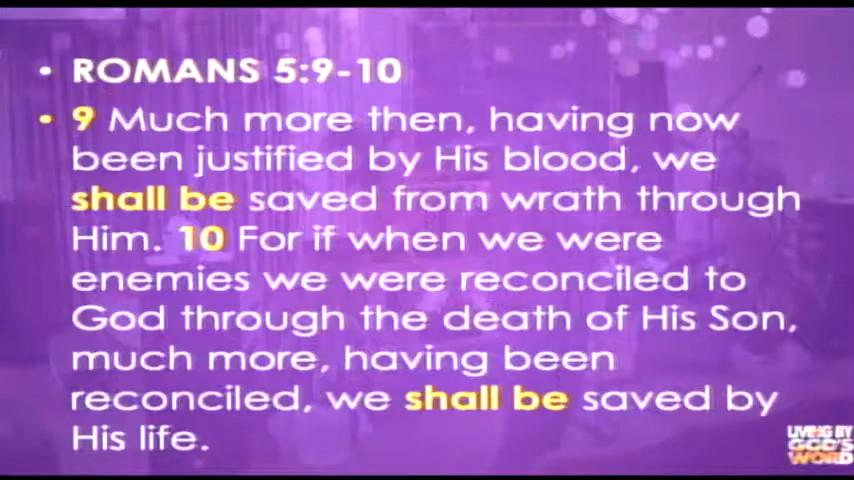 • ROMANS 5:9-10
• 9 Much more then, having now
been justified by His blood, we
shall be saved from wrath through
Him. 10 For if when we were
enemies we were reconciled to
God through the death of His Son,
much more, having been
reconciled, we shall be saved by
His life.
LIVING BY
GOD'S
WORD